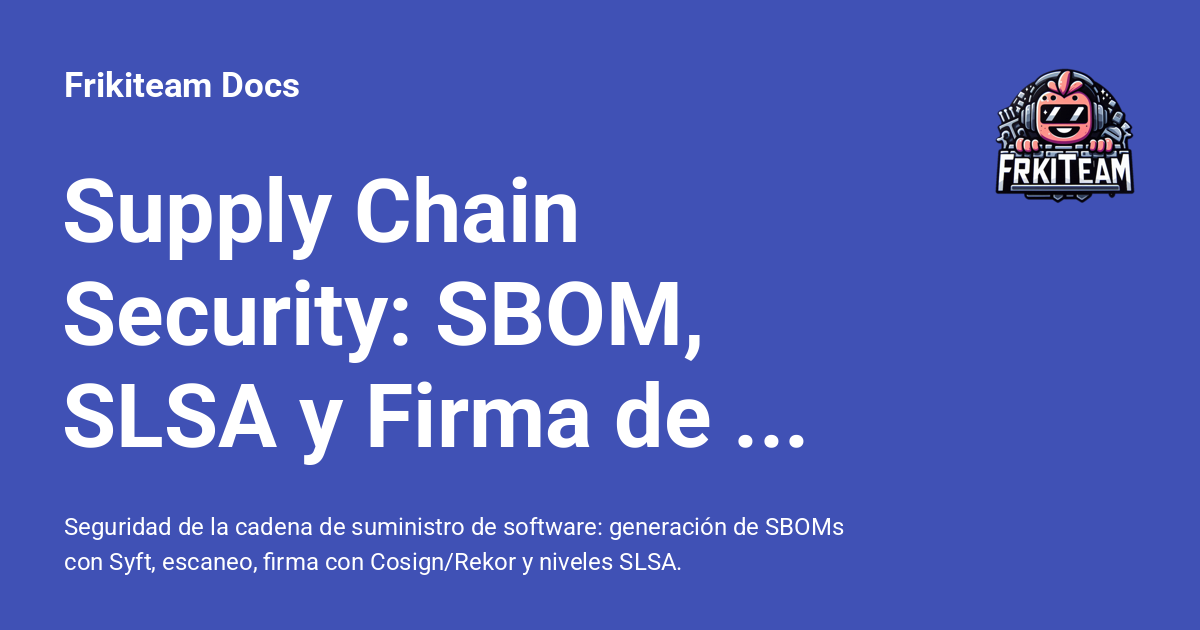 Frikiteam Docs
FRKITEAM
Supply Chain
Security: SBOM,
SLSA y Firma de ...
Seguridad de la cadena de suministro de software: generación de SBOMs
con Syft, escaneo, firma con Cosign/Rekor y niveles SLSA.